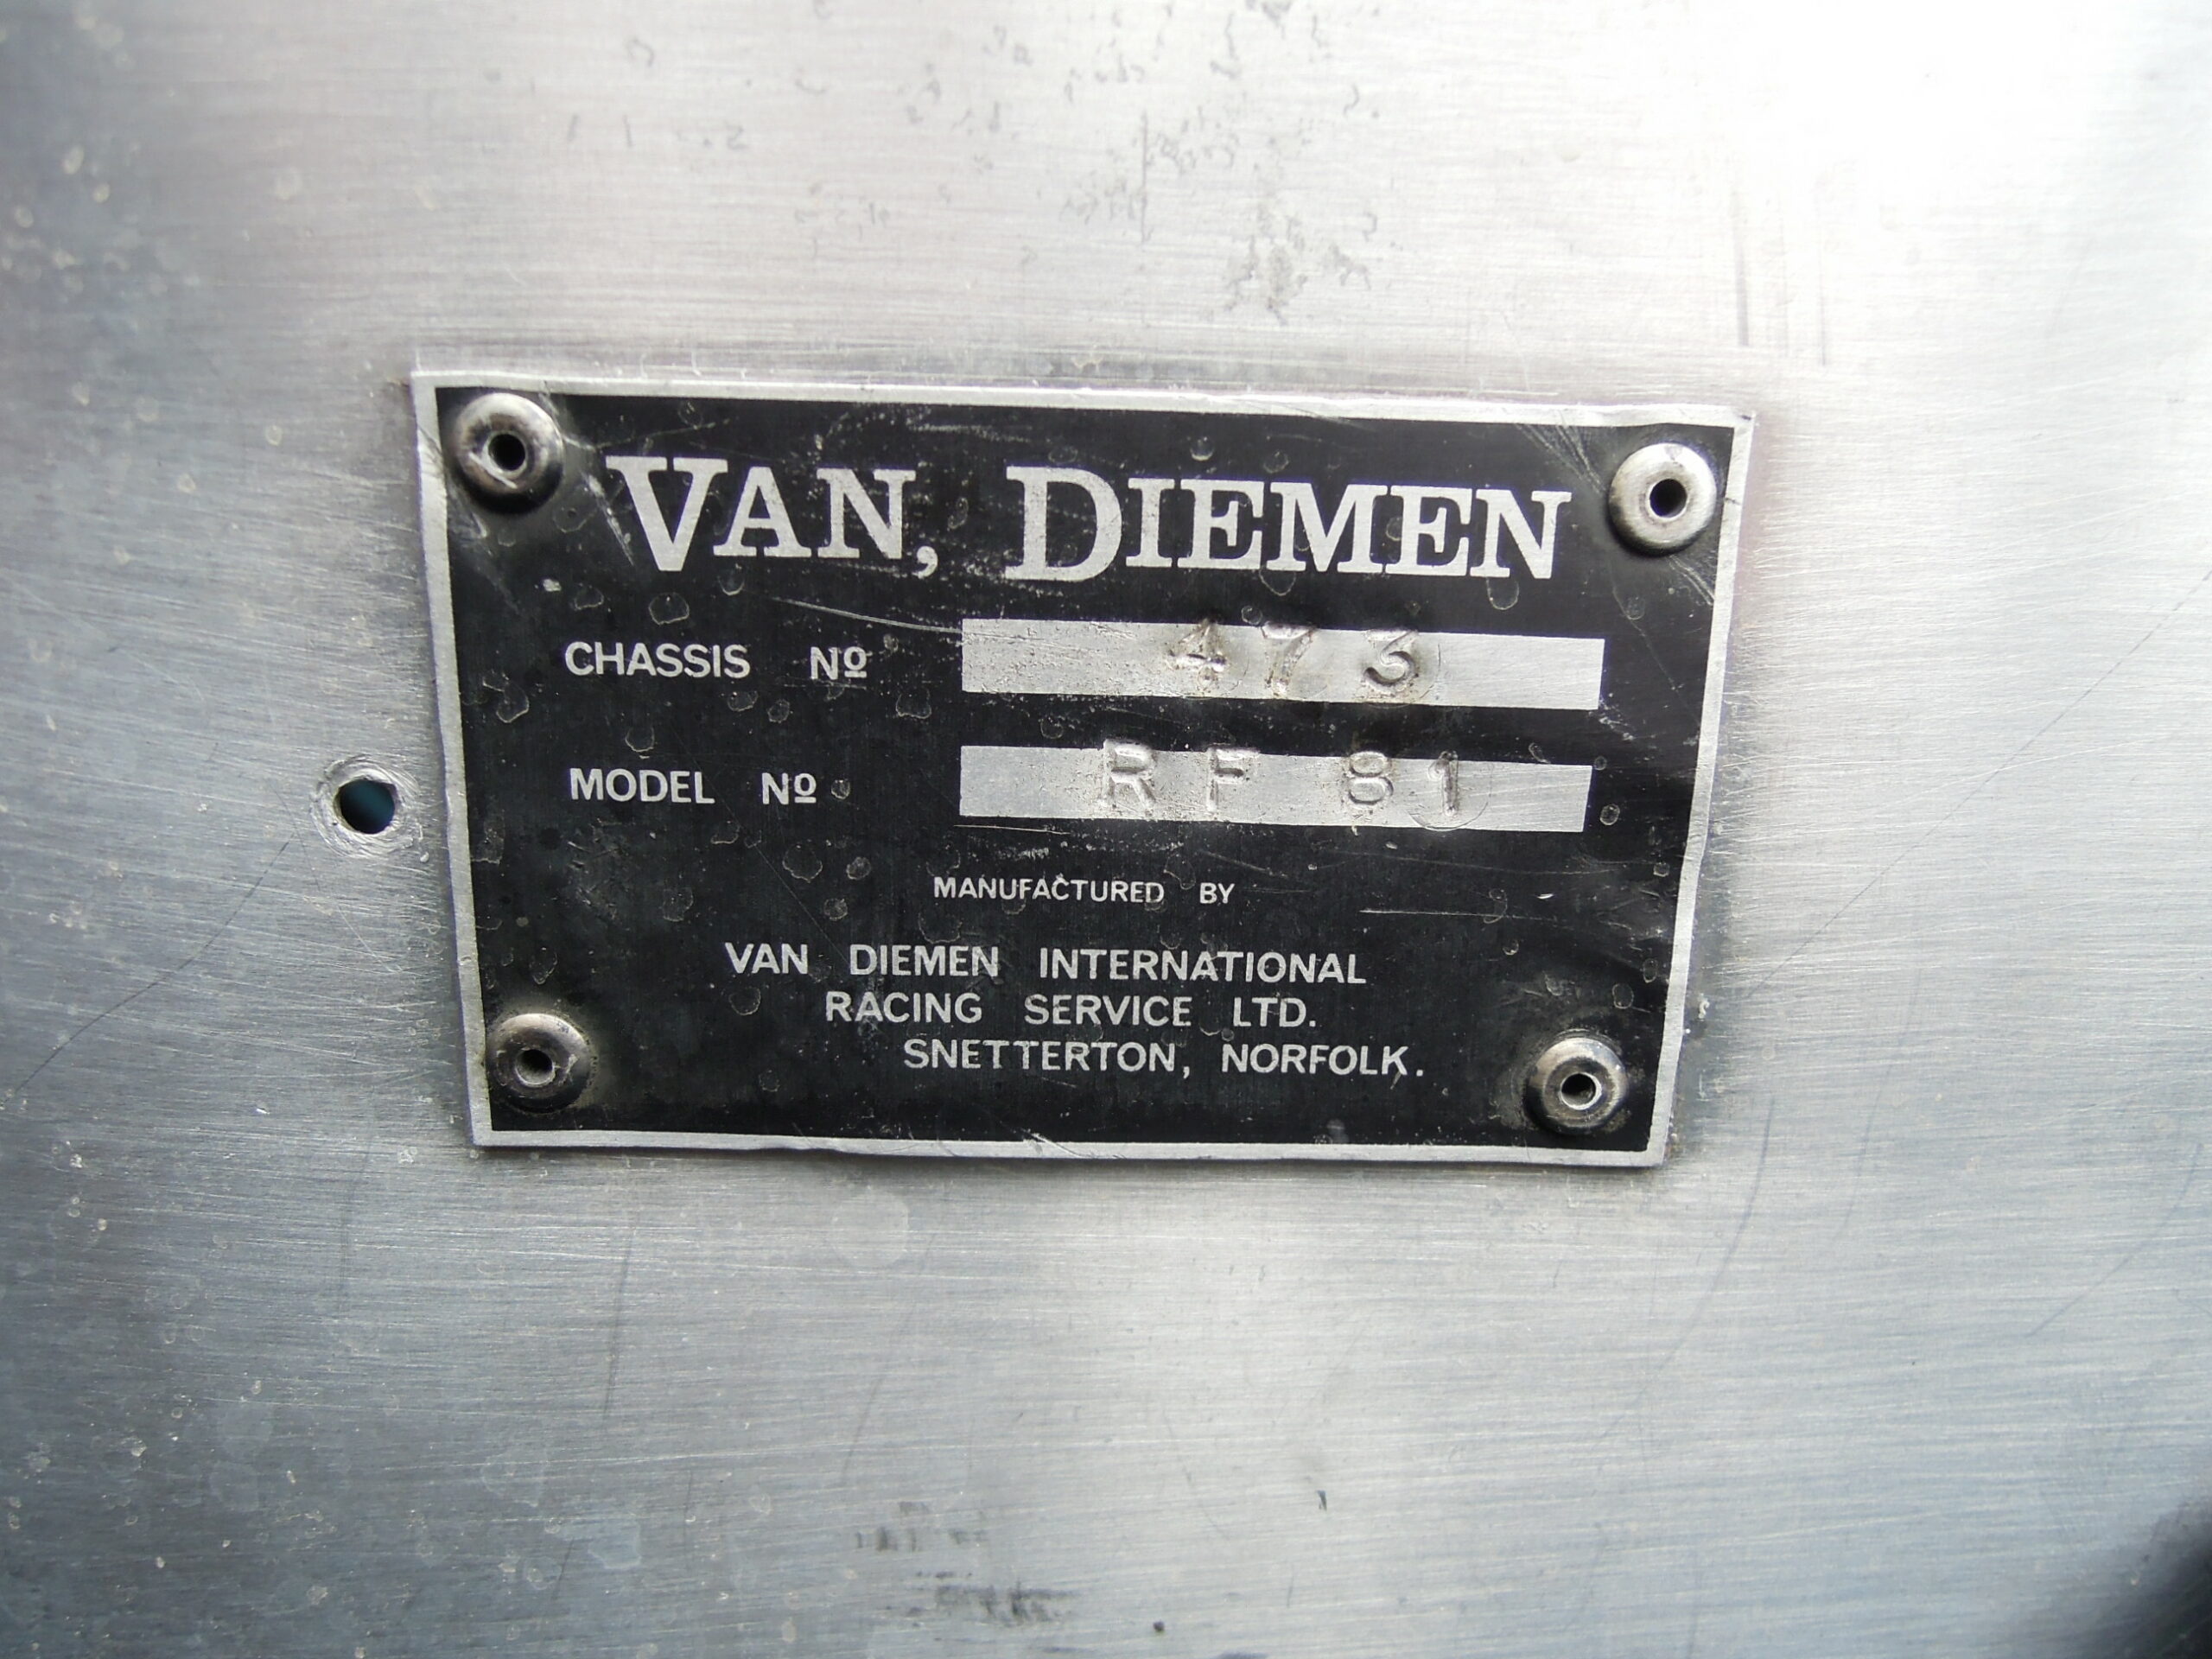 VAN, DIEMEN
CHASSIS Nº 473
MODEL Nº RF 81
MANUFACTURED BY
VAN DIEMEN INTERNATIONAL
RACING SERVICE LTD.
SNETTERTON, NORFOLK.